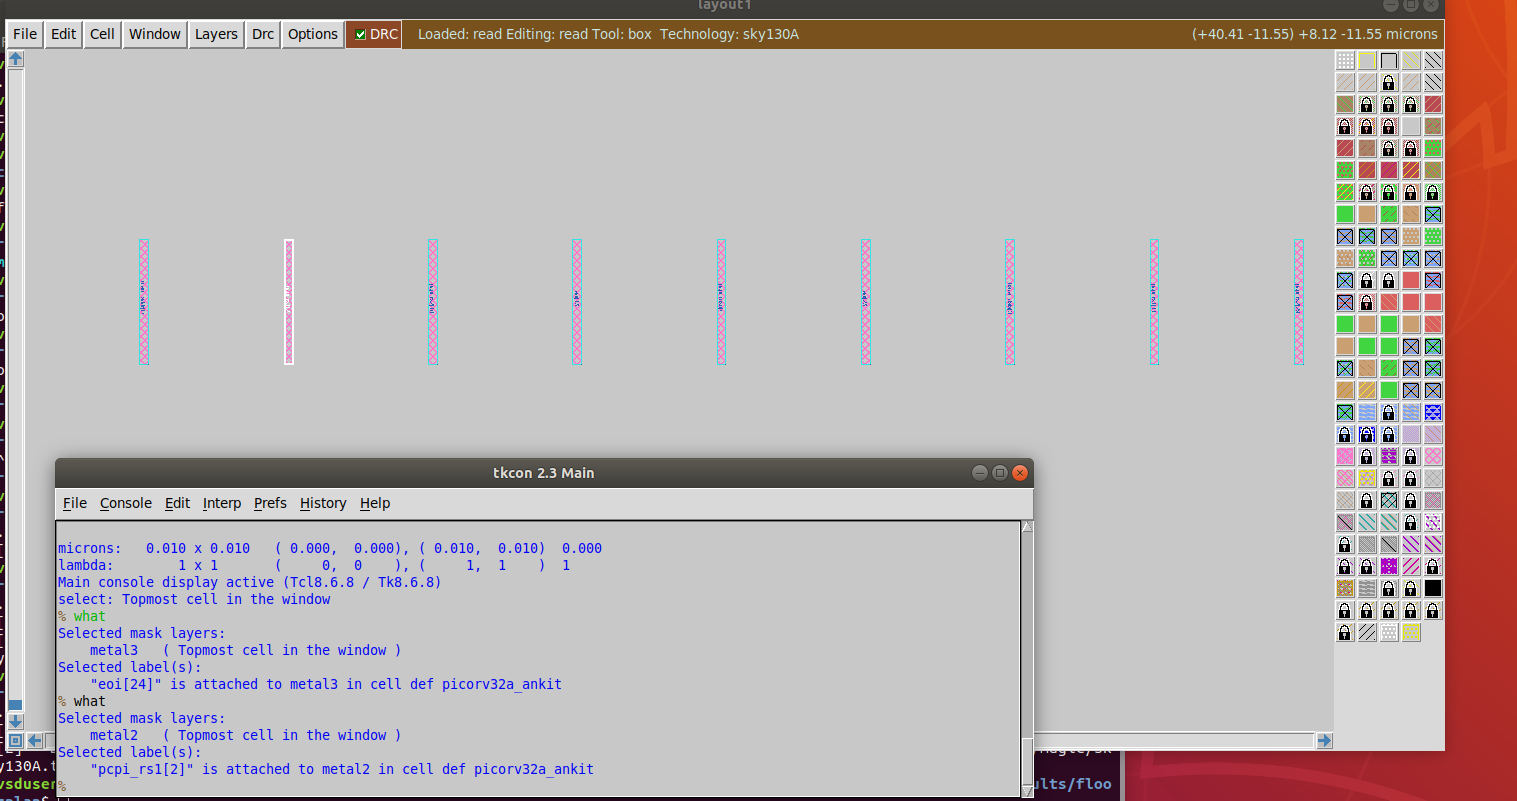 layout1
File Edit Cell Window Layers Drc Options DRC Loaded: read Editing: read Tool: box Technology: sky130A (+40.41 -11.55) +8.12 -11.55 microns
tkcon 2.3 Main
File Console Edit Interp Prefs History Help
microns: 0.010 x 0.010 ( 0.000, 0.000), ( 0.010, 0.010) 0.000
lambda: 1 x 1 ( 0, 0 ), ( 1, 1 ) 1
Main console display active (Tcl8.6.8 / Tk8.6.8)
select: Topmost cell in the window
% what
Selected mask layers:
metal3 ( Topmost cell in the window )
Selected label(s):
"eoi[24]" is attached to metal3 in cell def picorv32a_ankit
% what
Selected mask layers:
metal2 ( Topmost cell in the window )
Selected label(s):
"pcpi_rs1[2]" is attached to metal2 in cell def picorv32a_ankit
%
y130A.t
vsduser
ults/floo